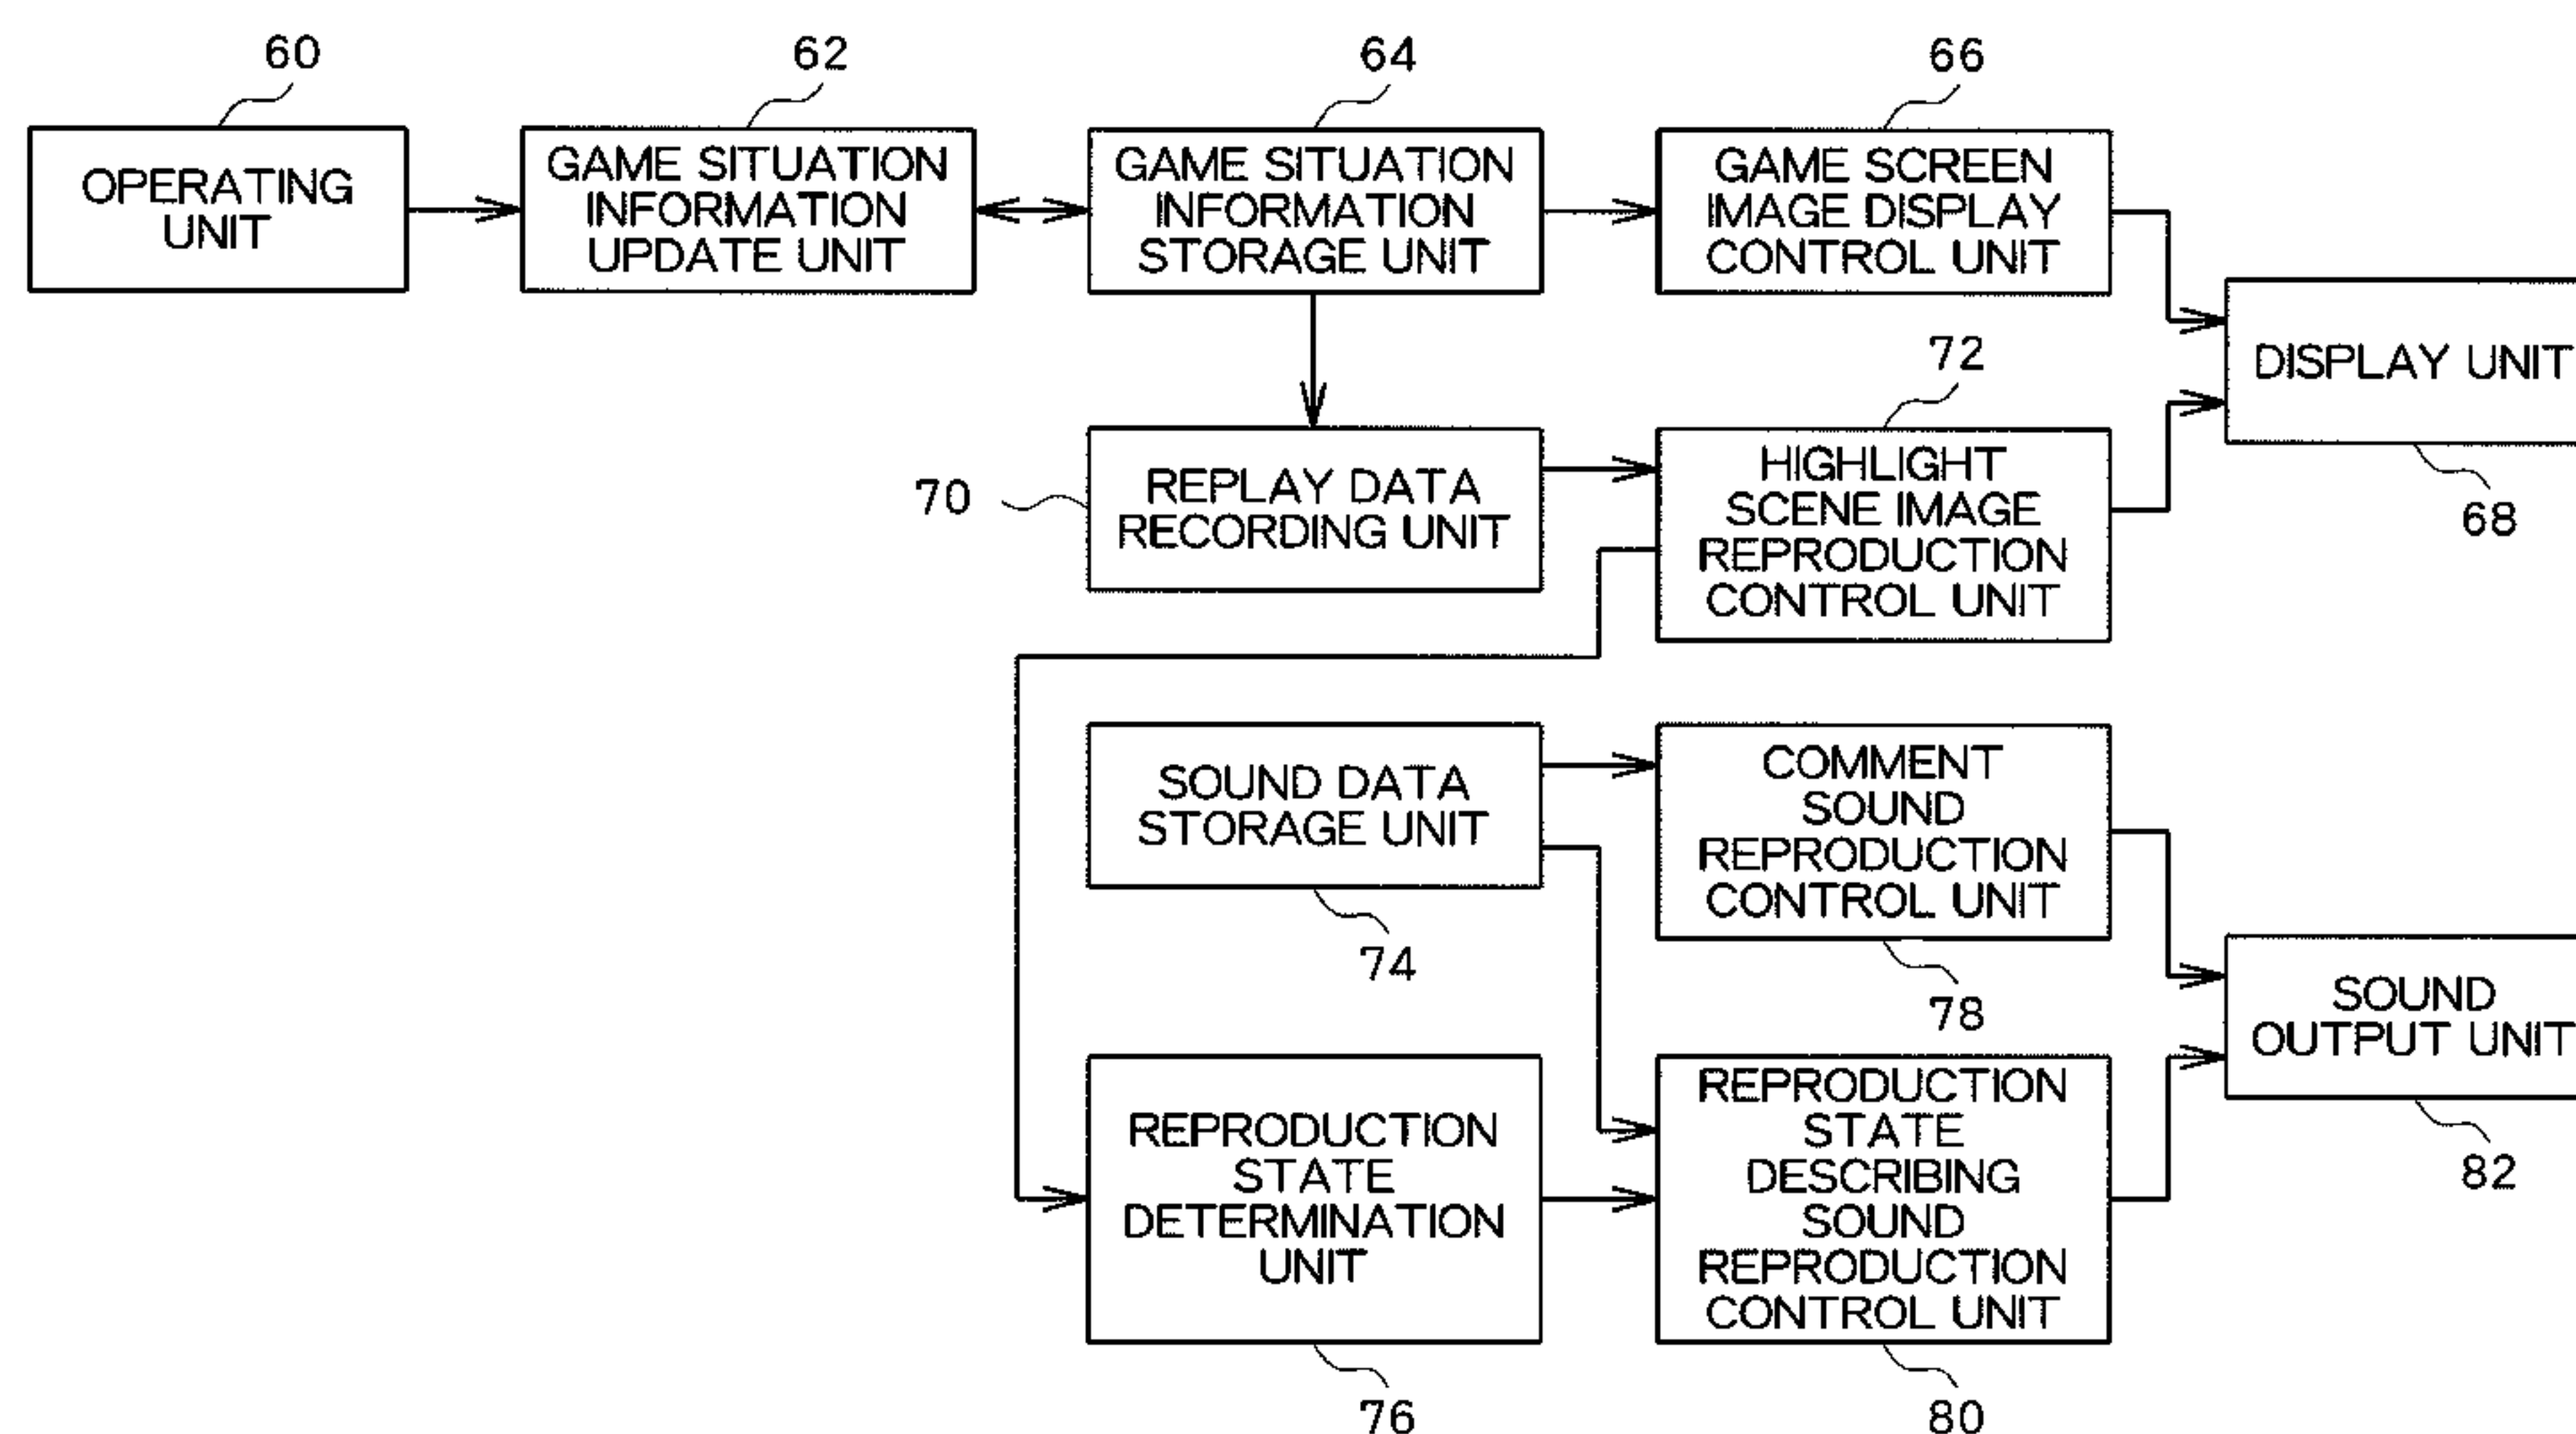 60
62
64
66
OPERATING
UNIT
GAME SITUATION
INFORMATION
UPDATE UNIT
GAME SITUATION
INFORMATION
STORAGE UNIT
GAME SCREEN
IMAGE DISPLAY
CONTROL UNIT
DISPLAY UNIT
68
70
REPLAY DATA
RECORDING UNIT
72
HIGHLIGHT
SCENE IMAGE
REPRODUCTION
CONTROL UNIT
SOUND DATA
STORAGE UNIT
74
COMMENT
SOUND
REPRODUCTION
CONTROL UNIT
78
SOUND
OUTPUT UNIT
82
REPRODUCTION
STATE
DETERMINATION
UNIT
76
REPRODUCTION
STATE
DESCRIBING
SOUND
REPRODUCTION
CONTROL UNIT
80